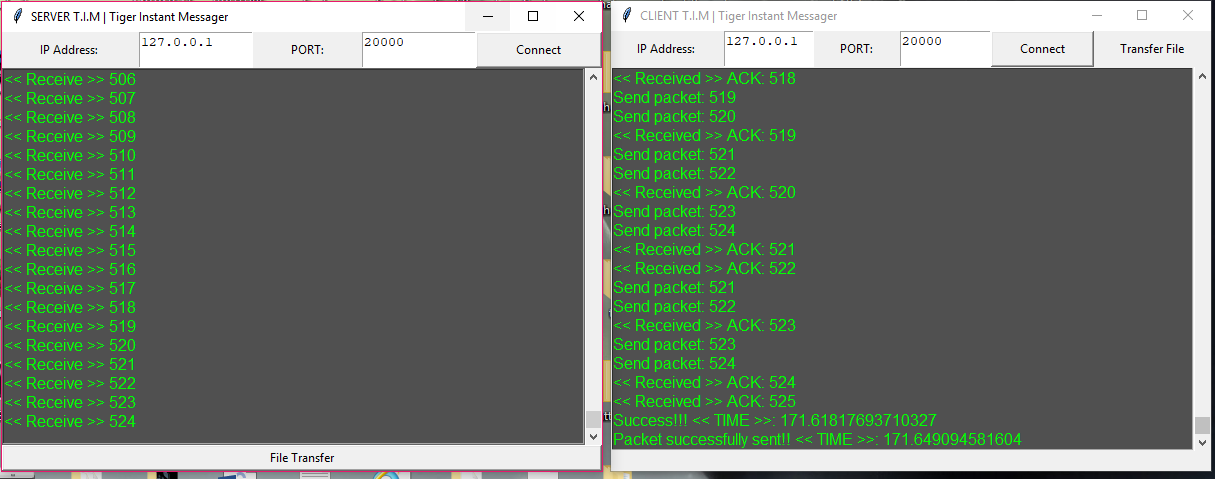 SERVER T.I.M | Tiger Instant Messager
IP Address: 127.0.0.1 PORT: 20000 Connect
<< Receive >> 506
<< Receive >> 507
<< Receive >> 508
<< Receive >> 509
<< Receive >> 510
<< Receive >> 511
<< Receive >> 512
<< Receive >> 513
<< Receive >> 514
<< Receive >> 515
<< Receive >> 516
<< Receive >> 517
<< Receive >> 518
<< Receive >> 519
<< Receive >> 520
<< Receive >> 521
<< Receive >> 522
<< Receive >> 523
<< Receive >> 524
File Transfer
CLIENT T.I.M | Tiger Instant Messager
IP Address: 127.0.0.1 PORT: 20000 Connect Transfer File
<< Received >> ACK: 518
Send packet: 519
Send packet: 520
<< Received >> ACK: 519
Send packet: 521
Send packet: 522
<< Received >> ACK: 520
Send packet: 523
Send packet: 524
<< Received >> ACK: 521
<< Received >> ACK: 522
Send packet: 521
Send packet: 522
<< Received >> ACK: 523
Send packet: 523
Send packet: 524
<< Received >> ACK: 524
<< Received >> ACK: 525
Success!!! << TIME >>: 171.61817693710327
Packet successfully sent!! << TIME >>: 171.649094581604